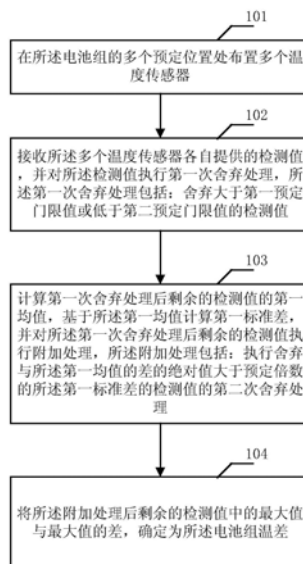 101
在所述电池组的多个预定位置处布置多个温
度传感器
102
接收所述多个温度传感器各自提供的检测值
，并对所述检测值执行第一次舍弃处理，所
述第一次舍弃处理包括：舍弃大于第一预定
门限值或低于第二预定门限值的检测值
103
计算第一次舍弃处理后剩余的检测值的第一
均值，基于所述第一均值计算第一标准差，
并对所述第一次舍弃处理后剩余的检测值执
行附加处理，所述附加处理包括：执行舍弃
与所述第一均值的差的绝对值大于预定倍数
的所述第一标准差的检测值的第二次舍弃处
理
104
将所述附加处理后剩余的检测值中的最大值
与最大值的差，确定为所述电池组温差